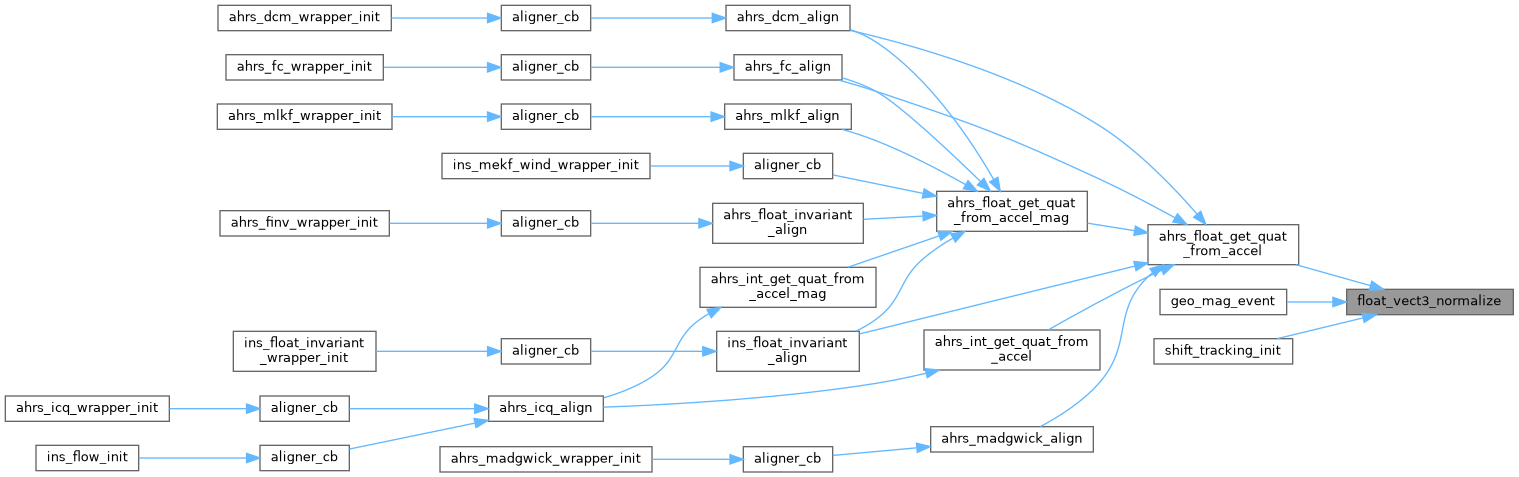 ahrs_dcm_wrapper_init
aligner_cb
ahrs_dcm_align
ahrs_fc_wrapper_init
aligner_cb
ahrs_fc_align
ahrs_mlkf_wrapper_init
aligner_cb
ahrs_mlkf_align
ins_mekf_wind_wrapper_init
aligner_cb
ahrs_float_get_quat
_from_accel_mag
ahrs_finv_wrapper_init
aligner_cb
ahrs_float_invariant
_align
ahrs_float_get_quat
_from_accel
ahrs_int_get_quat_from
_accel_mag
geo_mag_event
float_vect3_normalize
ins_float_invariant
_wrapper_init
aligner_cb
ins_float_invariant
_align
ahrs_int_get_quat_from
_accel
shift_tracking_init
ahrs_icq_wrapper_init
aligner_cb
ahrs_icq_align
ins_flow_init
aligner_cb
ahrs_madgwick_wrapper_init
aligner_cb
ahrs_madgwick_align